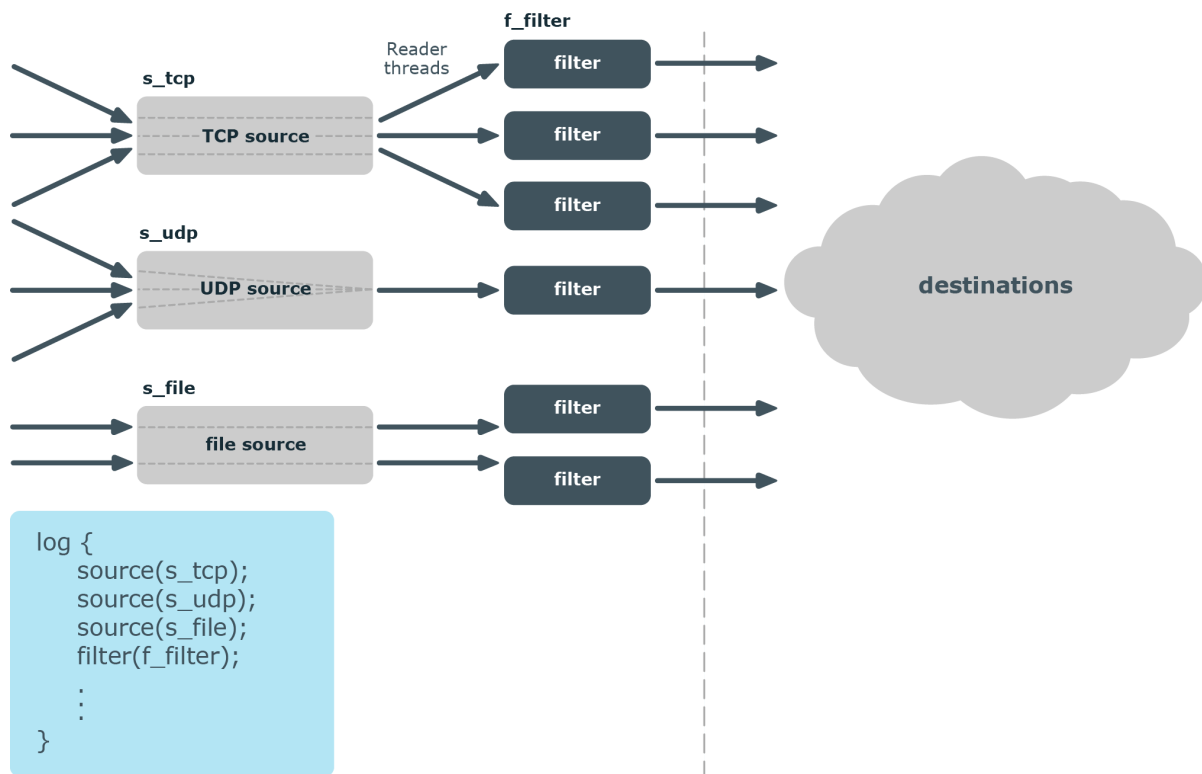 f_filter
Reader
threads
filter
s_tcp
TCP source
filter
filter
s_udp
UDP source
filter
destinations
s_file
file source
filter
filter
log {
source(s_tcp);
source(s_udp);
source(s_file);
filter(f_filter);
.
.
.
}